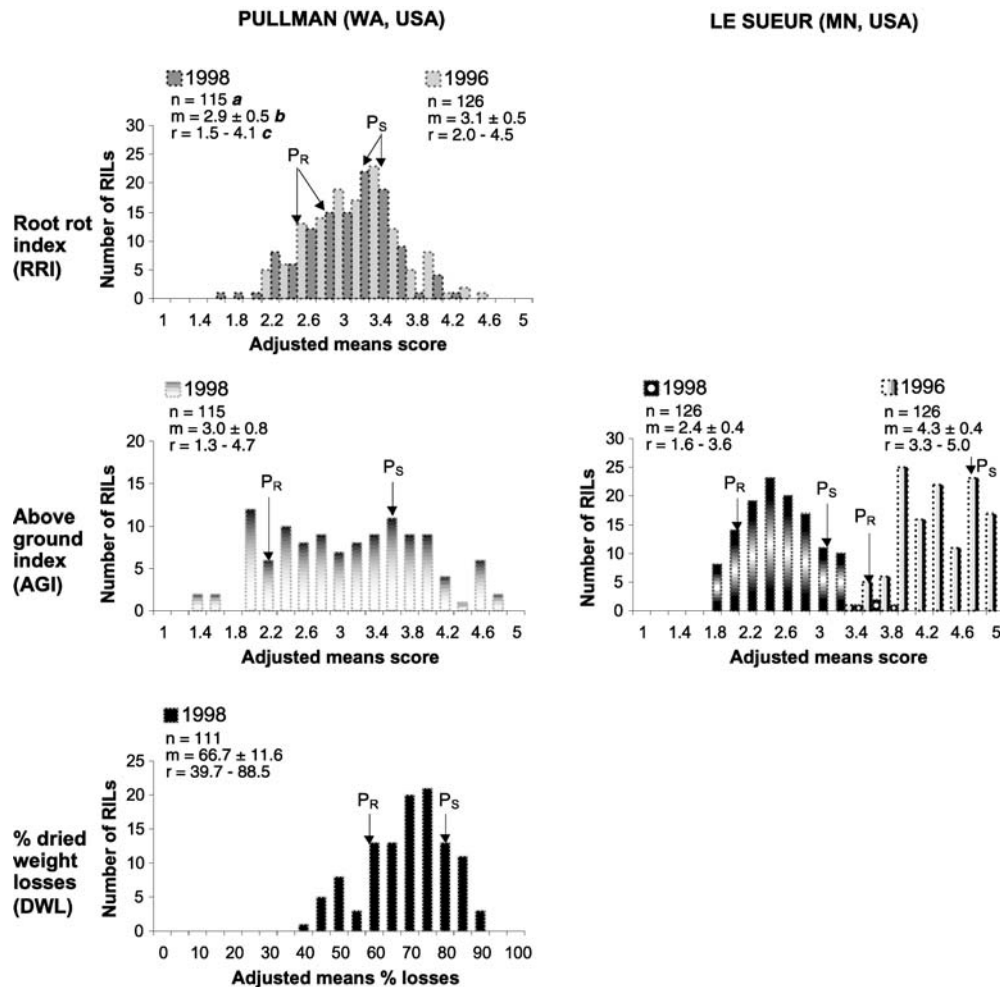 PULLMAN (WA, USA)
LE SUEUR (MN, USA)
Root rot
index
(RRI)
1998
n = 115 a
m = 2.9 ± 0.5 b
r = 1.5 - 4.1 c
1996
n = 126
m = 3.1 ± 0.5
r = 2.0 - 4.5
PR
PS
Number of RILs
30
25
20
15
10
5
0
1 1.4 1.8 2.2 2.6 3 3.4 3.8 4.2 4.6 5
Adjusted means score
Above
ground
index
(AGI)
1998
n = 115
m = 3.0 ± 0.8
r = 1.3 - 4.7
PR
PS
Number of RILs
20
15
10
5
0
1 1.4 1.8 2.2 2.6 3 3.4 3.8 4.2 4.6 5
Adjusted means score
1998
n = 126
m = 2.4 ± 0.4
r = 1.6 - 3.6
1996
n = 126
m = 4.3 ± 0.4
r = 3.3 - 5.0
PR
PS
PR
PS
Number of RILs
30
25
20
15
10
5
0
1 1.4 1.8 2.2 2.6 3 3.4 3.8 4.2 4.6 5
Adjusted means score
% dried
weight
losses
(DWL)
1998
n = 111
m = 66.7 ± 11.6
r = 39.7 - 88.5
PR
PS
Number of RILs
25
20
15
10
5
0
0 10 20 30 40 50 60 70 80 90 100
Adjusted means % losses